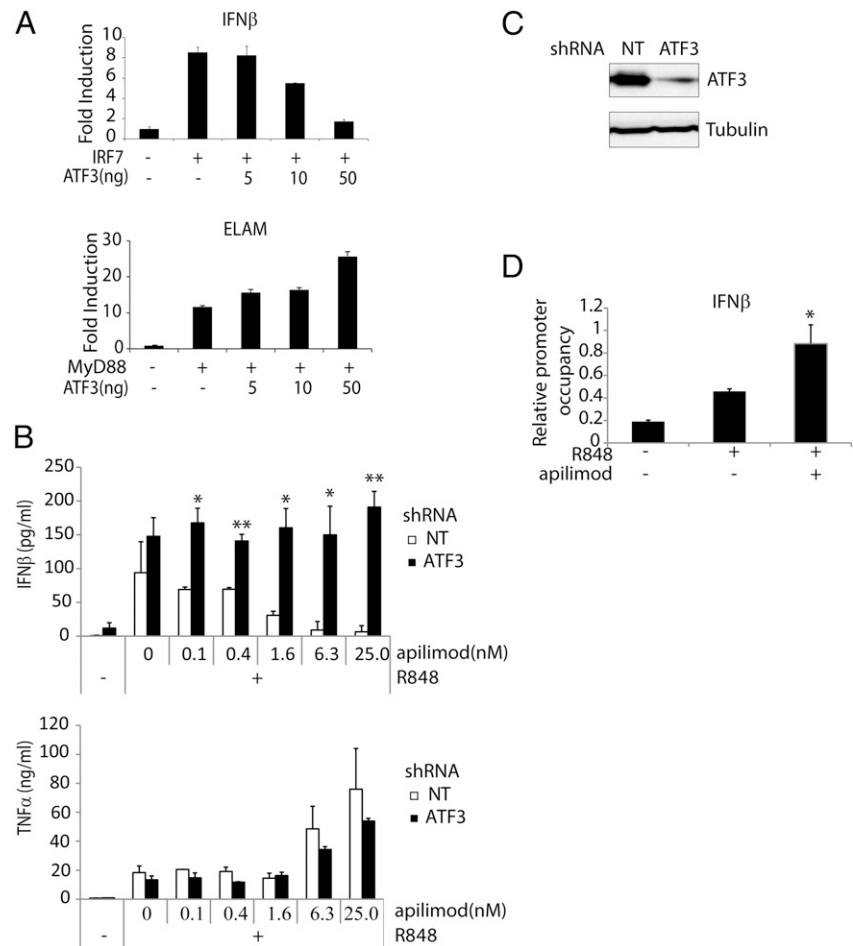 A
IFNβ
Fold Induction
10
8
6
4
2
0
IRF7 - + + + +
ATF3(ng) - - 5 10 50
ELAM
Fold Induction
30
20
10
0
MyD88 - + + + +
ATF3(ng) - - 5 10 50
B
IFNβ (pg/ml)
250
200
150
100
50
0
* ** * * **
shRNA
NT
ATF3
0 0.1 0.4 1.6 6.3 25.0 apilimod(nM)
- + R848
TNFα (ng/ml)
120
100
80
60
40
20
0
shRNA
NT
ATF3
0 0.1 0.4 1.6 6.3 25.0 apilimod(nM)
- + R848
C
shRNA NT ATF3
ATF3
Tubulin
D
IFNβ
Relative promoter
occupancy
1.2
1
0.8
0.6
0.4
0.2
0
*
R848 - + +
apilimod - - +